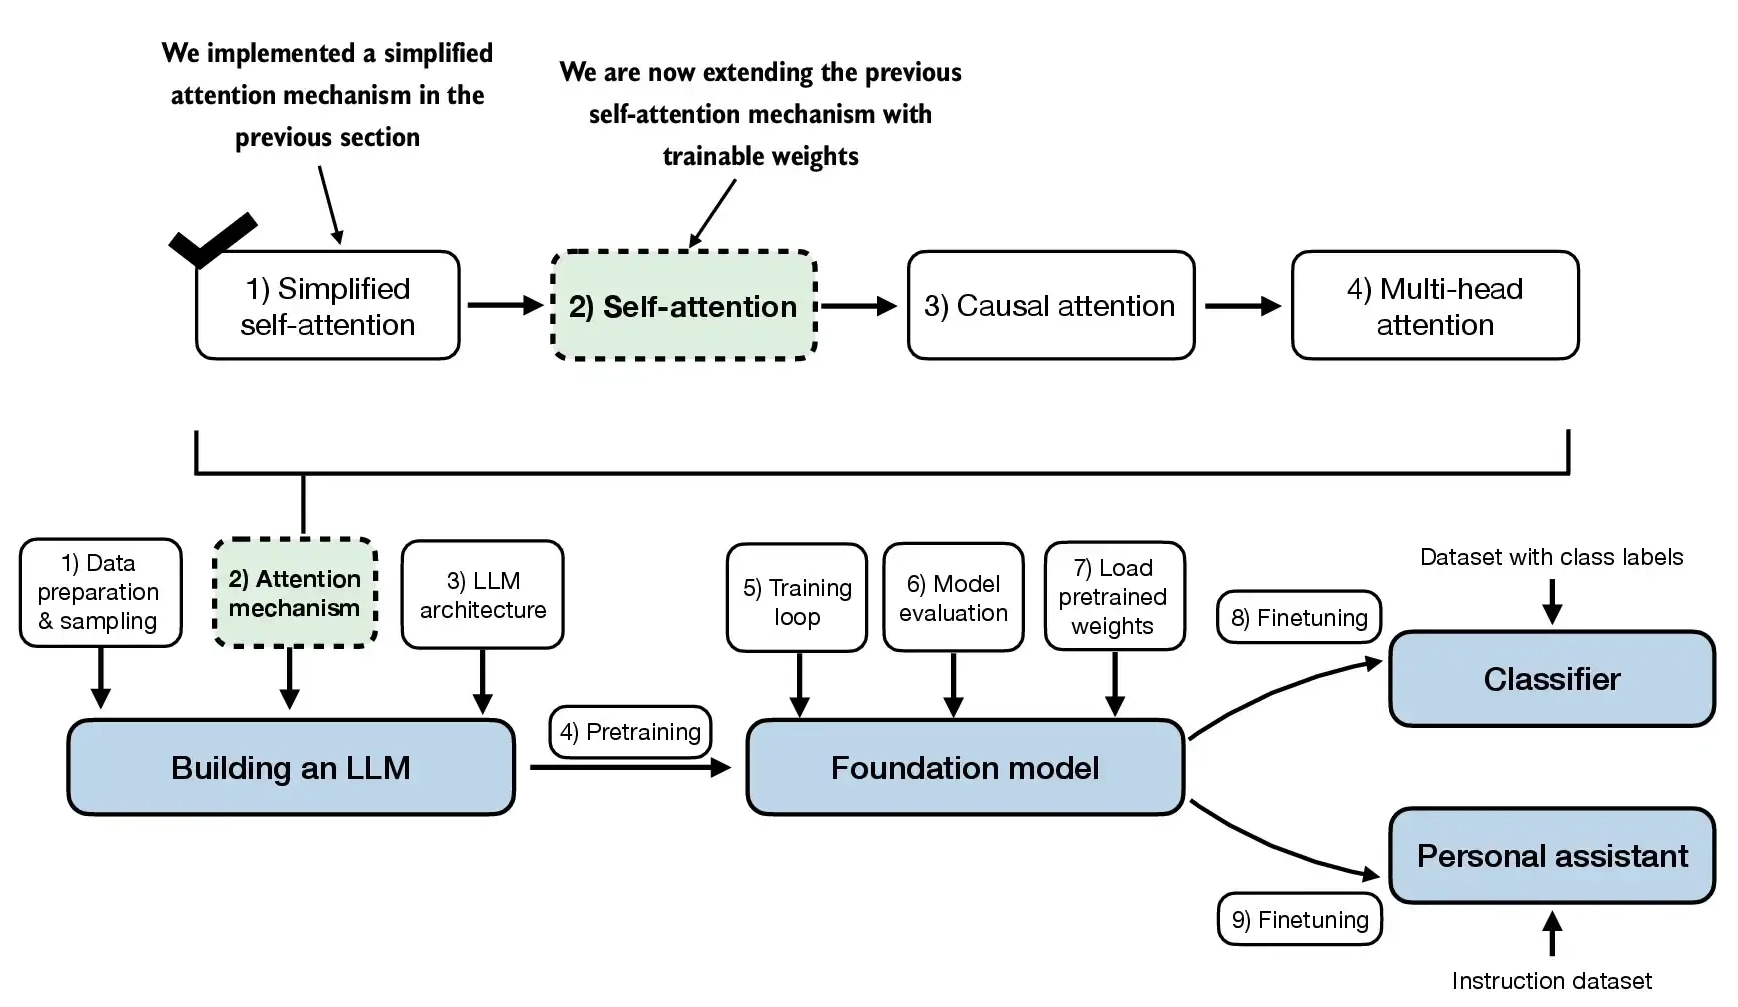 We implemented a simplified
attention mechanism in the
previous section
We are now extending the previous
self-attention mechanism with
trainable weights
1) Simplified
self-attention
2) Self-attention
3) Causal attention
4) Multi-head
attention
1) Data
preparation
& sampling
2) Attention
mechanism
3) LLM
architecture
5) Training
loop
6) Model
evaluation
7) Load
pretrained
weights
8) Finetuning
Dataset with class labels
Classifier
4) Pretraining
Building an LLM
Foundation model
Personal assistant
9) Finetuning
Instruction dataset